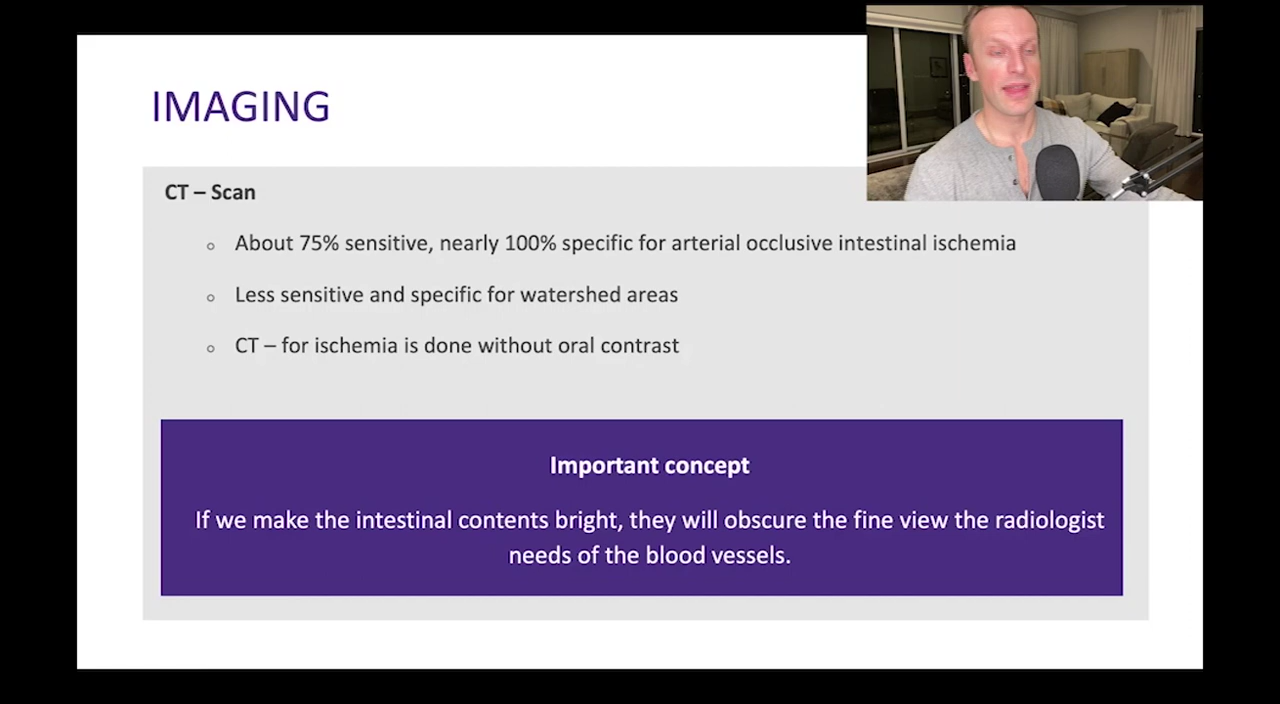 IMAGING
CT – Scan
About 75% sensitive, nearly 100% specific for arterial occlusive intestinal ischemia
Less sensitive and specific for watershed areas
CT – for ischemia is done without oral contrast
Important concept
If we make the intestinal contents bright, they will obscure the fine view the radiologist
needs of the blood vessels.